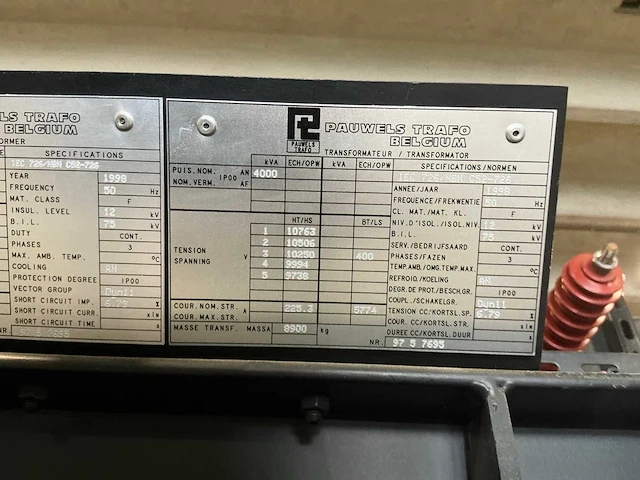 ELS TRAFO
BELGIUM
ORMER
SPECIFICATIONS
IEC 726/NBN C52-726
YEAR 1998
FREQUENCY 50 Hz
MAT. CLASS F
INSUL. LEVEL 12 kV
B.I.L. 75 kV
DUTY CONT
PHASES 3
MAX. AMB. TEMP. °C
COOLING AN
PROTECTION DEGREE IP00
VECTOR GROUP Dyn11
SHORT CIRCUIT IMP. 6.79 %
SHORT CIRCUIT CURR. xIn
SHORT CIRCUIT TIME s
PAUWELS TRAFO
PAUWELS TRAFO
BELGIUM
TRANSFORMATEUR / TRANSFORMATOR
kVA ECH/OPW kVA ECH/OPW SPECIFICATIONS/NORMEN
PUIS.NOM. IP00 AN 4000
NOM.VERM. AF
IEC 726/NBN C52-726
ANNÉE/JAAR 1998
FREQUENCE/FREKWENTIE 50 Hz
CL. MAT./MAT. KL. F
HT/HS BT/LS
NIV.D'ISOL./ISOL.NIV. 12 kV
1 10763
B.I.L. 75 kV
2 10506
SERV./BEDRIJFSAARD CONT.
TENSION
SPANNING V
3 10250 400
PHASES/FAZEN 3
4 9994
TEMP.AMB./OMG.TEMP.MAX. °C
5 9738
REFROID./KOELING AN
DEGR.DE PROT./BESCHGR. IP00
COUPL./SCHAKELGR. Dyn11
COUR.NOM.STR. A 225.3 5774
TENSION CC/KORTSL.SP. 6.79 %
COUR.MAX.STR.
COUR. CC/KORTSL. STR. xIn
MASSE TRANSF. MASSA 8900 kg
DUREE CC/KORTSL.DUUR s
NR. 97 5 7695